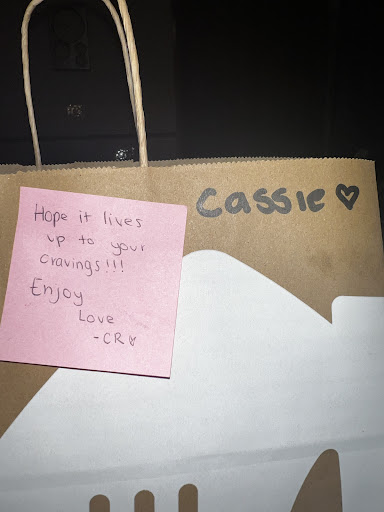 Cassie ♥
Hope it lives
up to your
cravings!!!
Enjoy
Love
-CR ♥